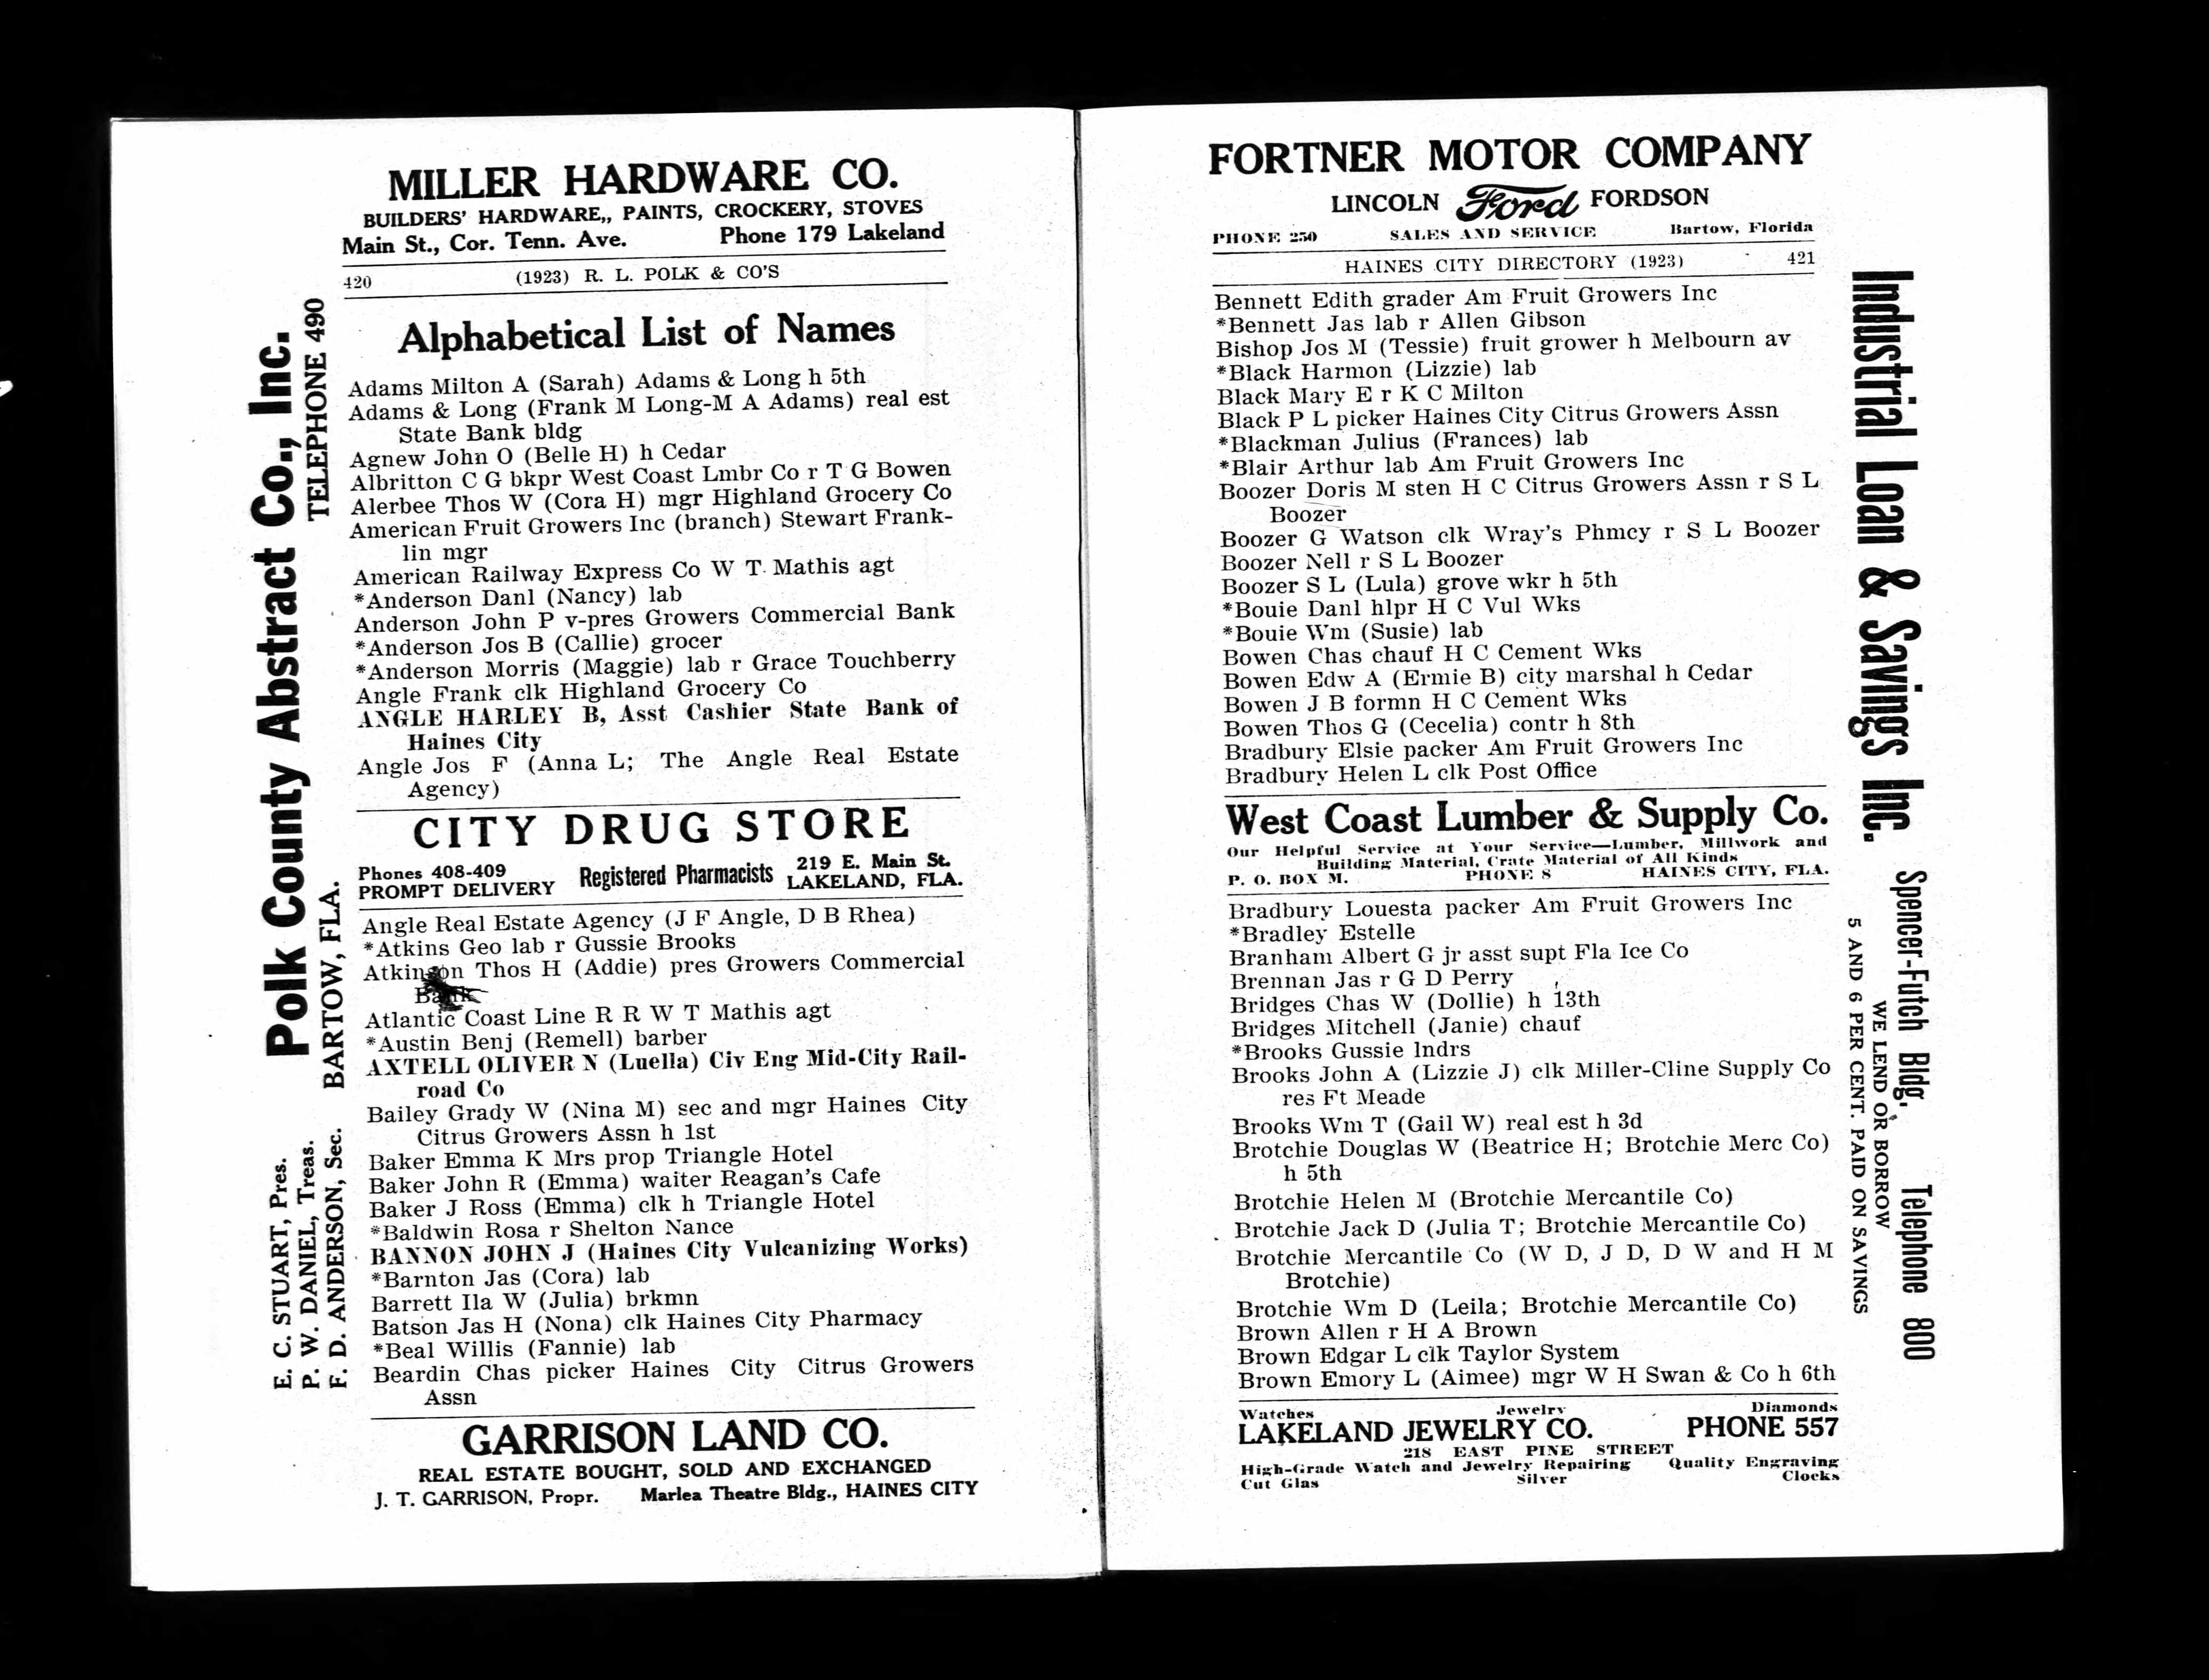 MILLER HARDWARE CO.
BUILDERS' HARDWARE,, PAINTS, CROCKERY, STOVES
Main St., Cor. Tenn. Ave. Phone 179 Lakeland
420 (1923) R. L. POLK & CO'S
Alphabetical List of Names
Adams Milton A (Sarah) Adams & Long h 5th
Adams & Long (Frank M Long-M A Adams) real est
State Bank bldg
Agnew John O (Belle H) h Cedar
Albritton C G bkpr West Coast Lmbr Co r T G Bowen
Alerbee Thos W (Cora H) mgr Highland Grocery Co
American Fruit Growers Inc (branch) Stewart Frank-
lin mgr
American Railway Express Co W T Mathis agt
*Anderson Danl (Nancy) lab
Anderson John P v-pres Growers Commercial Bank
*Anderson Jos B (Callie) grocer
*Anderson Morris (Maggie) lab r Grace Touchberry
Angle Frank clk Highland Grocery Co
ANGLE HARLEY B, Asst Cashier State Bank of
Haines City
Angle Jos F (Anna L; The Angle Real Estate
Agency)
CITY DRUG STORE
Phones 408-409 Registered Pharmacists 219 E. Main St.
PROMPT DELIVERY LAKELAND, FLA.
Angle Real Estate Agency (J F Angle, D B Rhea)
*Atkins Geo lab r Gussie Brooks
Atkinson Thos H (Addie) pres Growers Commercial
Bank
Atlantic Coast Line R R W T Mathis agt
*Austin Benj (Remell) barber
AXTELL OLIVER N (Luella) Civ Eng Mid-City Rail-
road Co
Bailey Grady W (Nina M) sec and mgr Haines City
Citrus Growers Assn h 1st
Baker Emma K Mrs prop Triangle Hotel
Baker John R (Emma) waiter Reagan's Cafe
Baker J Ross (Emma) clk h Triangle Hotel
*Baldwin Rosa r Shelton Nance
BANNON JOHN J (Haines City Vulcanizing Works)
*Barnton Jas (Cora) lab
Barrett Ila W (Julia) brkmn
Batson Jas H (Nona) clk Haines City Pharmacy
*Beal Willis (Fannie) lab
Beardin Chas picker Haines City Citrus Growers
Assn
GARRISON LAND CO.
REAL ESTATE BOUGHT, SOLD AND EXCHANGED
J. T. GARRISON, Propr. Marlea Theatre Bldg., HAINES CITY
Polk County Abstract Co., Inc.
TELEPHONE 490
BARTOW, FLA.
E. C. STUART, Pres.
P. W. DANIEL, Treas.
F. D. ANDERSON, Sec.
FORTNER MOTOR COMPANY
LINCOLN Ford FORDSON
PHONE 250 SALES AND SERVICE Bartow, Florida
HAINES CITY DIRECTORY (1923) 421
Bennett Edith grader Am Fruit Growers Inc
*Bennett Jas lab r Allen Gibson
Bishop Jos M (Tessie) fruit grower h Melbourn av
*Black Harmon (Lizzie) lab
Black Mary E r K C Milton
Black P L picker Haines City Citrus Growers Assn
*Blackman Julius (Frances) lab
*Blair Arthur lab Am Fruit Growers Inc
Boozer Doris M sten H C Citrus Growers Assn r S L
Boozer
Boozer G Watson clk Wray's Phmcy r S L Boozer
Boozer Nell r S L Boozer
Boozer S L (Lula) grove wkr h 5th
*Bouie Danl hlpr H C Vul Wks
*Bouie Wm (Susie) lab
Bowen Chas chauf H C Cement Wks
Bowen Edw A (Ermie B) city marshal h Cedar
Bowen J B formn H C Cement Wks
Bowen Thos G (Cecelia) contr h 8th
Bradbury Elsie packer Am Fruit Growers Inc
Bradbury Helen L clk Post Office
West Coast Lumber & Supply Co.
Our Helpful Service at Your Service—Lumber, Millwork and
Building Material, Crate Material of All Kinds
P. O. BOX M. PHONE 8 HAINES CITY, FLA.
Bradbury Louesta packer Am Fruit Growers Inc
*Bradley Estelle
Branham Albert G jr asst supt Fla Ice Co
Brennan Jas r G D Perry
Bridges Chas W (Dollie) h 13th
Bridges Mitchell (Janie) chauf
*Brooks Gussie lndrs
Brooks John A (Lizzie J) clk Miller-Cline Supply Co
res Ft Meade
Brooks Wm T (Gail W) real est h 3d
Brotchie Douglas W (Beatrice H; Brotchie Merc Co)
h 5th
Brotchie Helen M (Brotchie Mercantile Co)
Brotchie Jack D (Julia T; Brotchie Mercantile Co)
Brotchie Mercantile Co (W D, J D, D W and H M
Brotchie)
Brotchie Wm D (Leila; Brotchie Mercantile Co)
Brown Allen r H A Brown
Brown Edgar L clk Taylor System
Brown Emory L (Aimee) mgr W H Swan & Co h 6th
Watches Jewelry Diamonds
LAKELAND JEWELRY CO. PHONE 557
218 EAST PINE STREET
High-Grade Watch and Jewelry Repairing Quality Engraving
Cut Glas Silver Clocks
Industrial Loan & Savings Inc.
Spencer-Futch Bldg. Telephone 800
WE LEND OR BORROW
5 AND 6 PER CENT. PAID ON SAVINGS